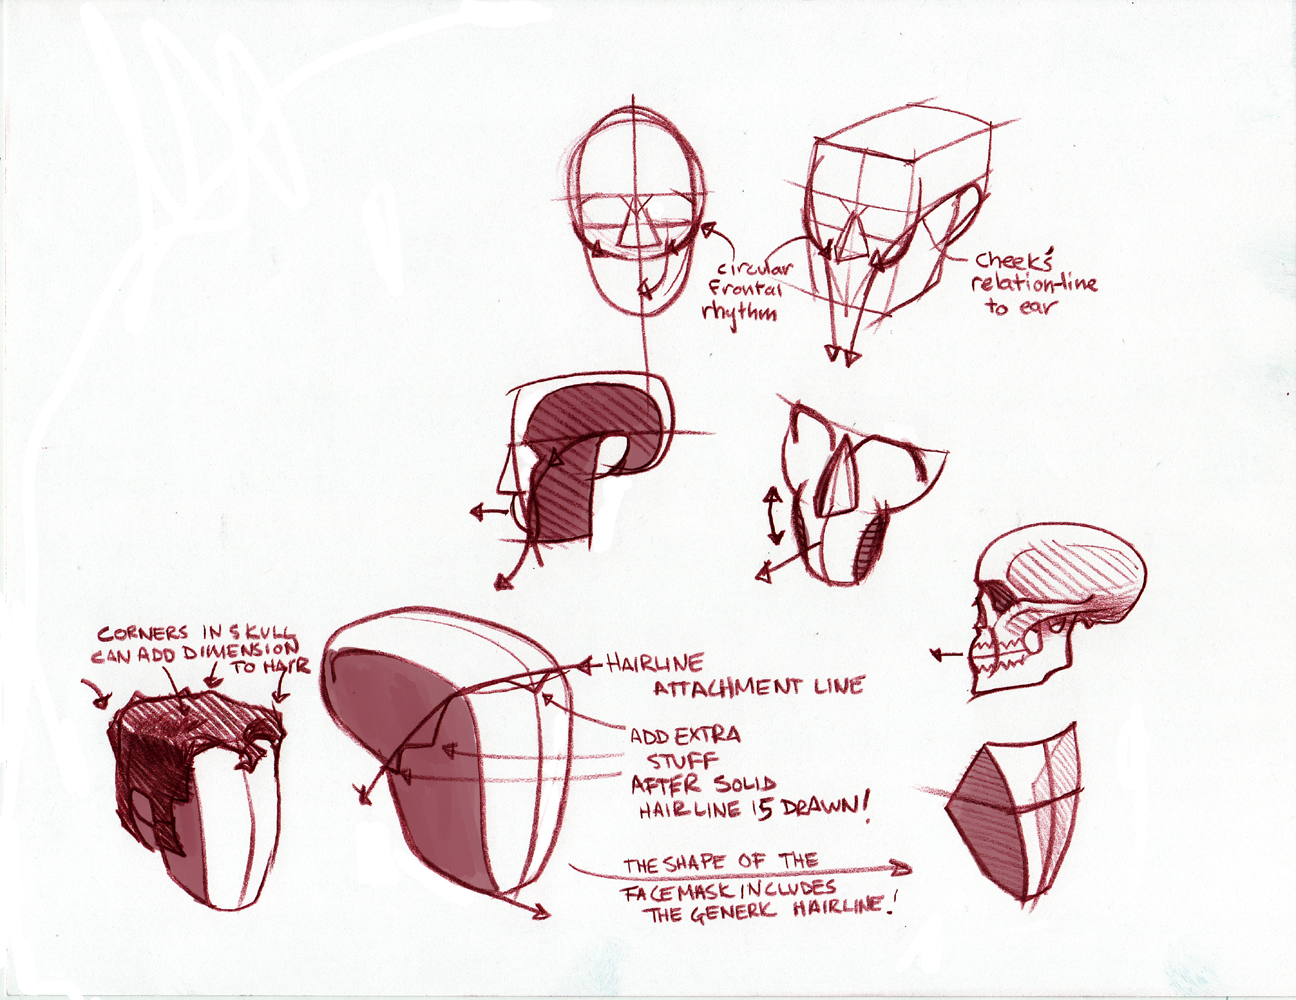 circular
frontal
rhythm
Cheek's
relation-line
to ear
CORNERS IN SKULL
CAN ADD DIMENSION
TO HAIR
HAIRLINE
ATTACHMENT LINE
ADD EXTRA
STUFF
AFTER SOLID
HAIRLINE IS DRAWN!
THE SHAPE OF THE
FACEMASK INCLUDES
THE GENERIC HAIRLINE!